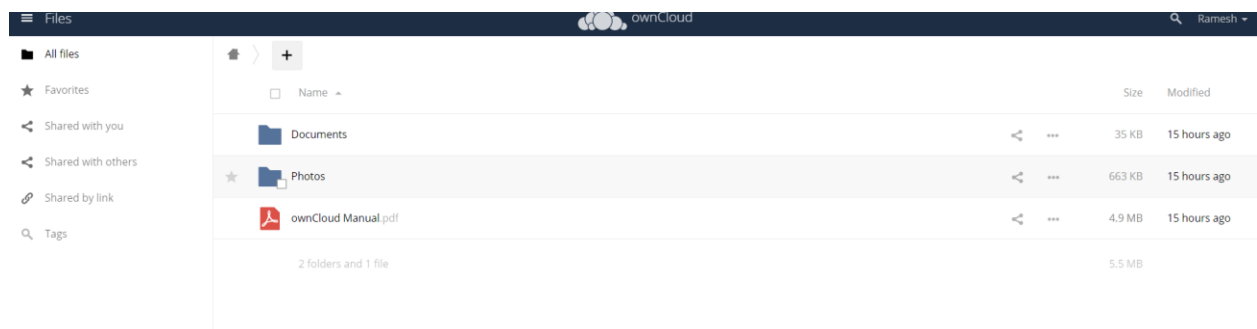 Files ownCloud Ramesh
All files
Favorites
Shared with you
Shared with others
Shared by link
Tags
Name Size Modified
Documents 35 KB 15 hours ago
Photos 663 KB 15 hours ago
ownCloud Manual.pdf 4.9 MB 15 hours ago
2 folders and 1 file 5.5 MB